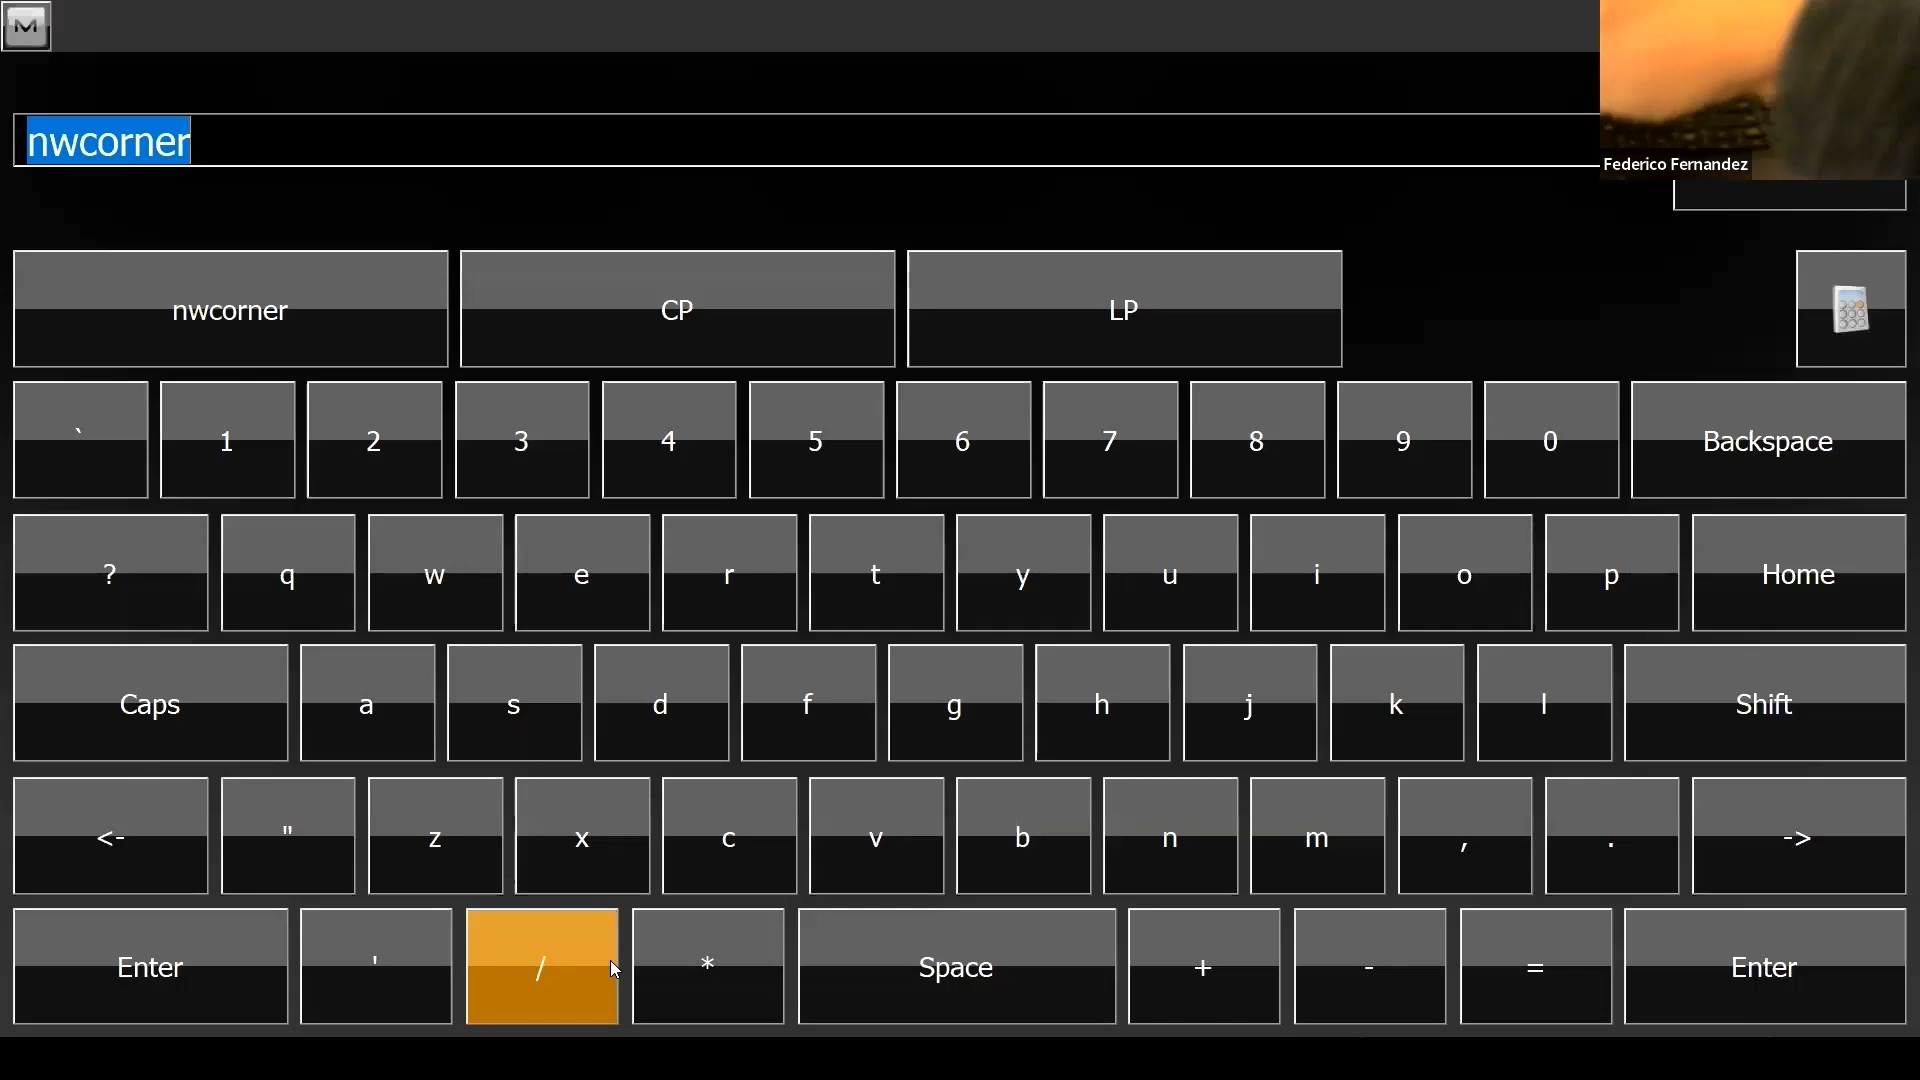 M
nwcorner
Federico Fernandez
nwcorner CP LP
` 1 2 3 4 5 6 7 8 9 0 Backspace
? q w e r t y u i o p Home
Caps a s d f g h j k l Shift
<- " z x c v b n m , . ->
Enter ' / * Space + - = Enter